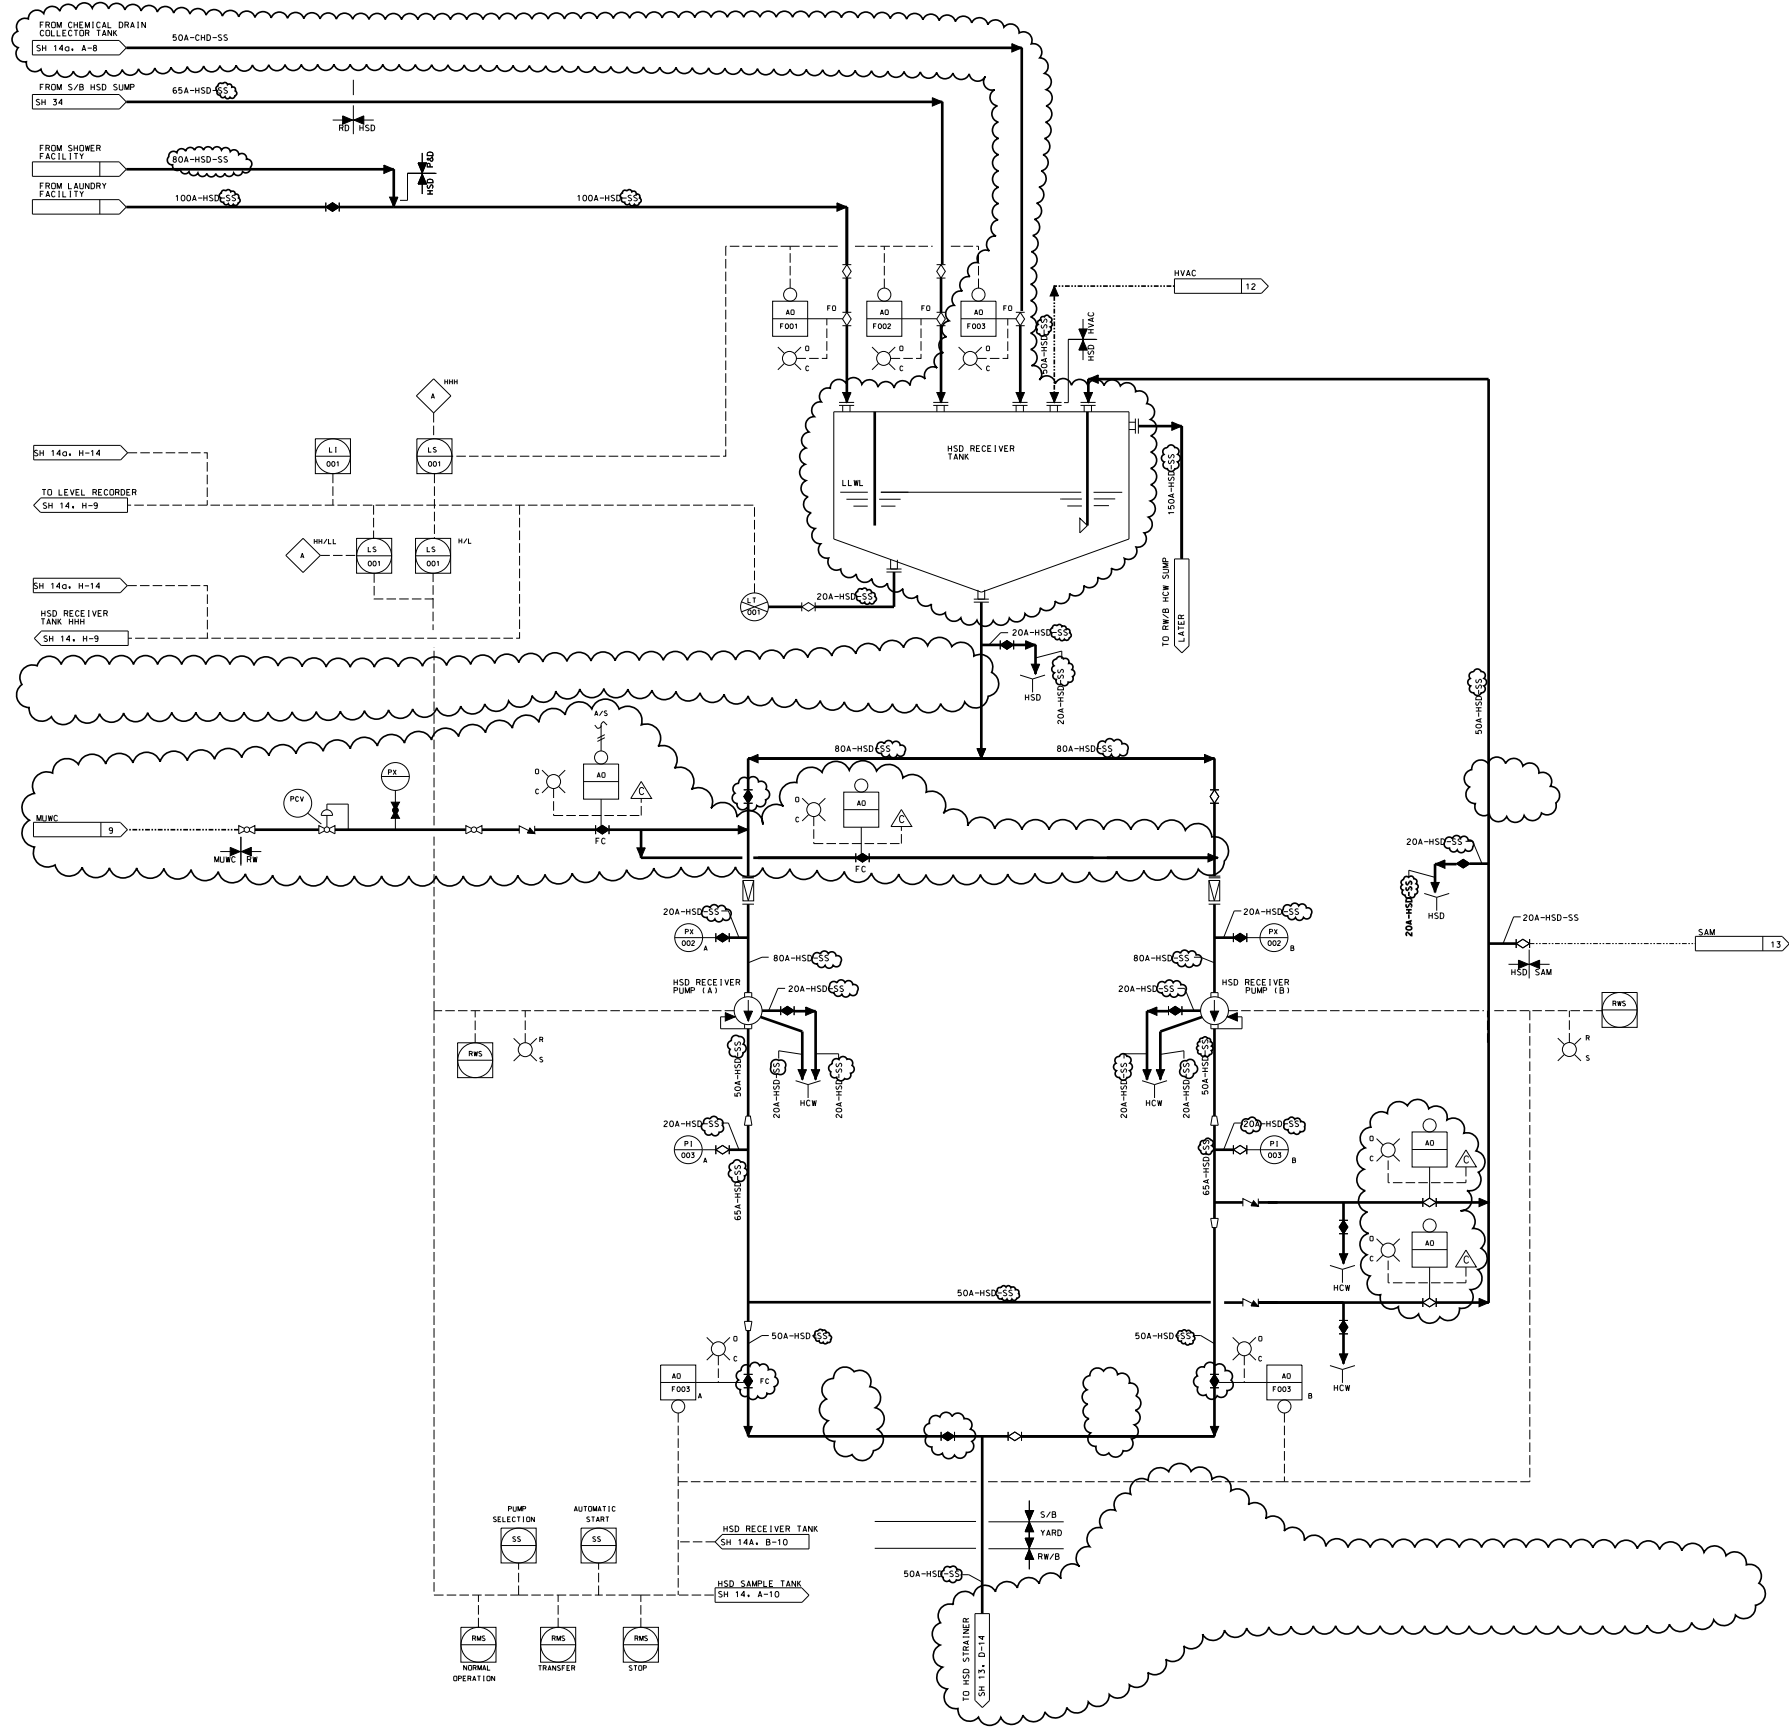 FROM CHEMICAL DRAIN
COLLECTOR TANK
SH 14a. A-8
50A-CHD-SS
FROM S/B HSD SUMP
SH 34
65A-HSD-SS
RD HSD
FROM SHOWER
FACILITY
80A-HSD-SS
HSD P&D
FROM LAUNDRY
FACILITY
100A-HSD-SS
100A-HSD-SS
HVAC
12
AO
F001
FO
O
C
AO
F002
FO
O
C
AO
F003
FO
O
C
50A-HSD-SS
HSD HVAC
A
HHH
SH 14a. H-14
LI
001
LS
001
HSD RECEIVER
TANK
LLWL
150A-HSD-SS
TO LEVEL RECORDER
SH 14. H-9
A
HH/LL
LS
001
LS
001
H/L
SH 14a. H-14
HSD RECEIVER
TANK HHH
SH 14. H-9
LT
001
20A-HSD-SS
TO RW/B HCW SUMP
LATER
20A-HSD-SS
HSD
20A-HSD-SS
50A-HSD-SS
A/S
80A-HSD-SS
80A-HSD-SS
MUWC
9
MUWC RW
PCV
PX
O
C
AO
C
FC
O
C
AO
C
FC
20A-HSD-SS
20A-HSD-SS
HSD
20A-HSD-SS
PX
002
A
20A-HSD-SS
PX
002
B
20A-HSD-SS
SAM
13
HSD SAM
80A-HSD-SS
80A-HSD-SS
HSD RECEIVER
PUMP (A)
20A-HSD-SS
20A-HSD-SS
HSD RECEIVER
PUMP (B)
RWS
R
S
RWS
R
S
50A-HSD-SS
20A-HSD-SS
HCW
20A-HSD-SS
20A-HSD-SS
HCW
20A-HSD-SS
50A-HSD-SS
20A-HSD-SS
PI
003
A
65A-HSD-SS
20A-HSD-SS
PI
003
B
65A-HSD-SS
O
C
AO
C
HCW
O
C
AO
C
HCW
50A-HSD-SS
50A-HSD-SS
50A-HSD-SS
O
C
AO
F003
A
FC
O
C
AO
F003
B
PUMP
SELECTION
SS
AUTOMATIC
START
SS
HSD RECEIVER TANK
SH 14A. B-10
HSD SAMPLE TANK
SH 14. A-10
S/B
YARD
RW/B
50A-HSD-SS
TO HSD STRAINER
SH 13. D-14
RMS
NORMAL
OPERATION
RMS
TRANSFER
RMS
STOP